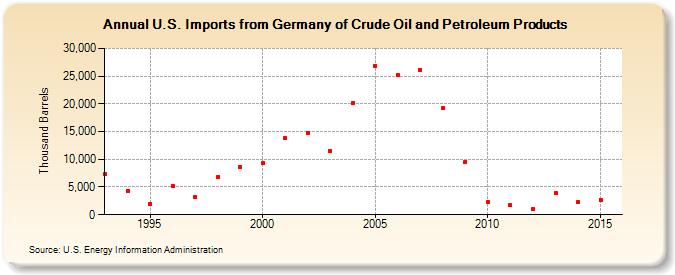 Annual U.S. Imports from Germany of Crude Oil and Petroleum Products
Thousand Barrels
30,000
25,000
20,000
15,000
10,000
5,000
0
1995 2000 2005 2010 2015
Source: U.S. Energy Information Administration